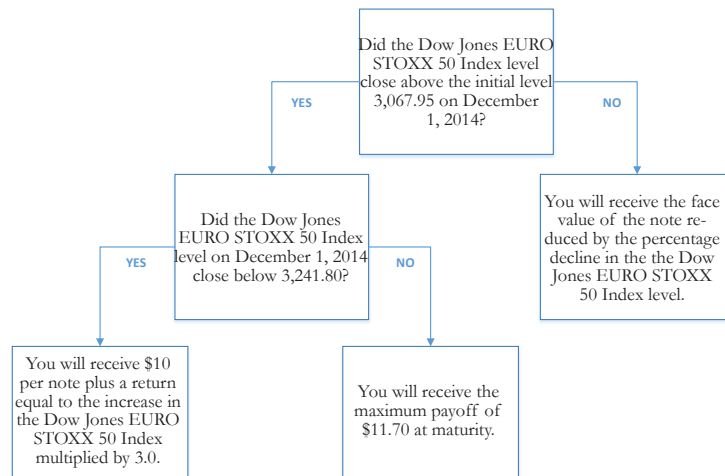 Did the Dow Jones EURO
STOXX 50 Index level
close above the initial level
3,067.95 on December
1, 2014?
YES
NO
Did the Dow Jones
EURO STOXX 50 Index
level on December 1, 2014
close below 3,241.80?
You will receive the face
value of the note re-
duced by the percentage
decline in the the Dow
Jones EURO STOXX
50 Index level.
YES
NO
You will receive $10
per note plus a return
equal to the increase in
the Dow Jones EURO
STOXX 50 Index
multiplied by 3.0.
You will receive the
maximum payoff of
$11.70 at maturity.